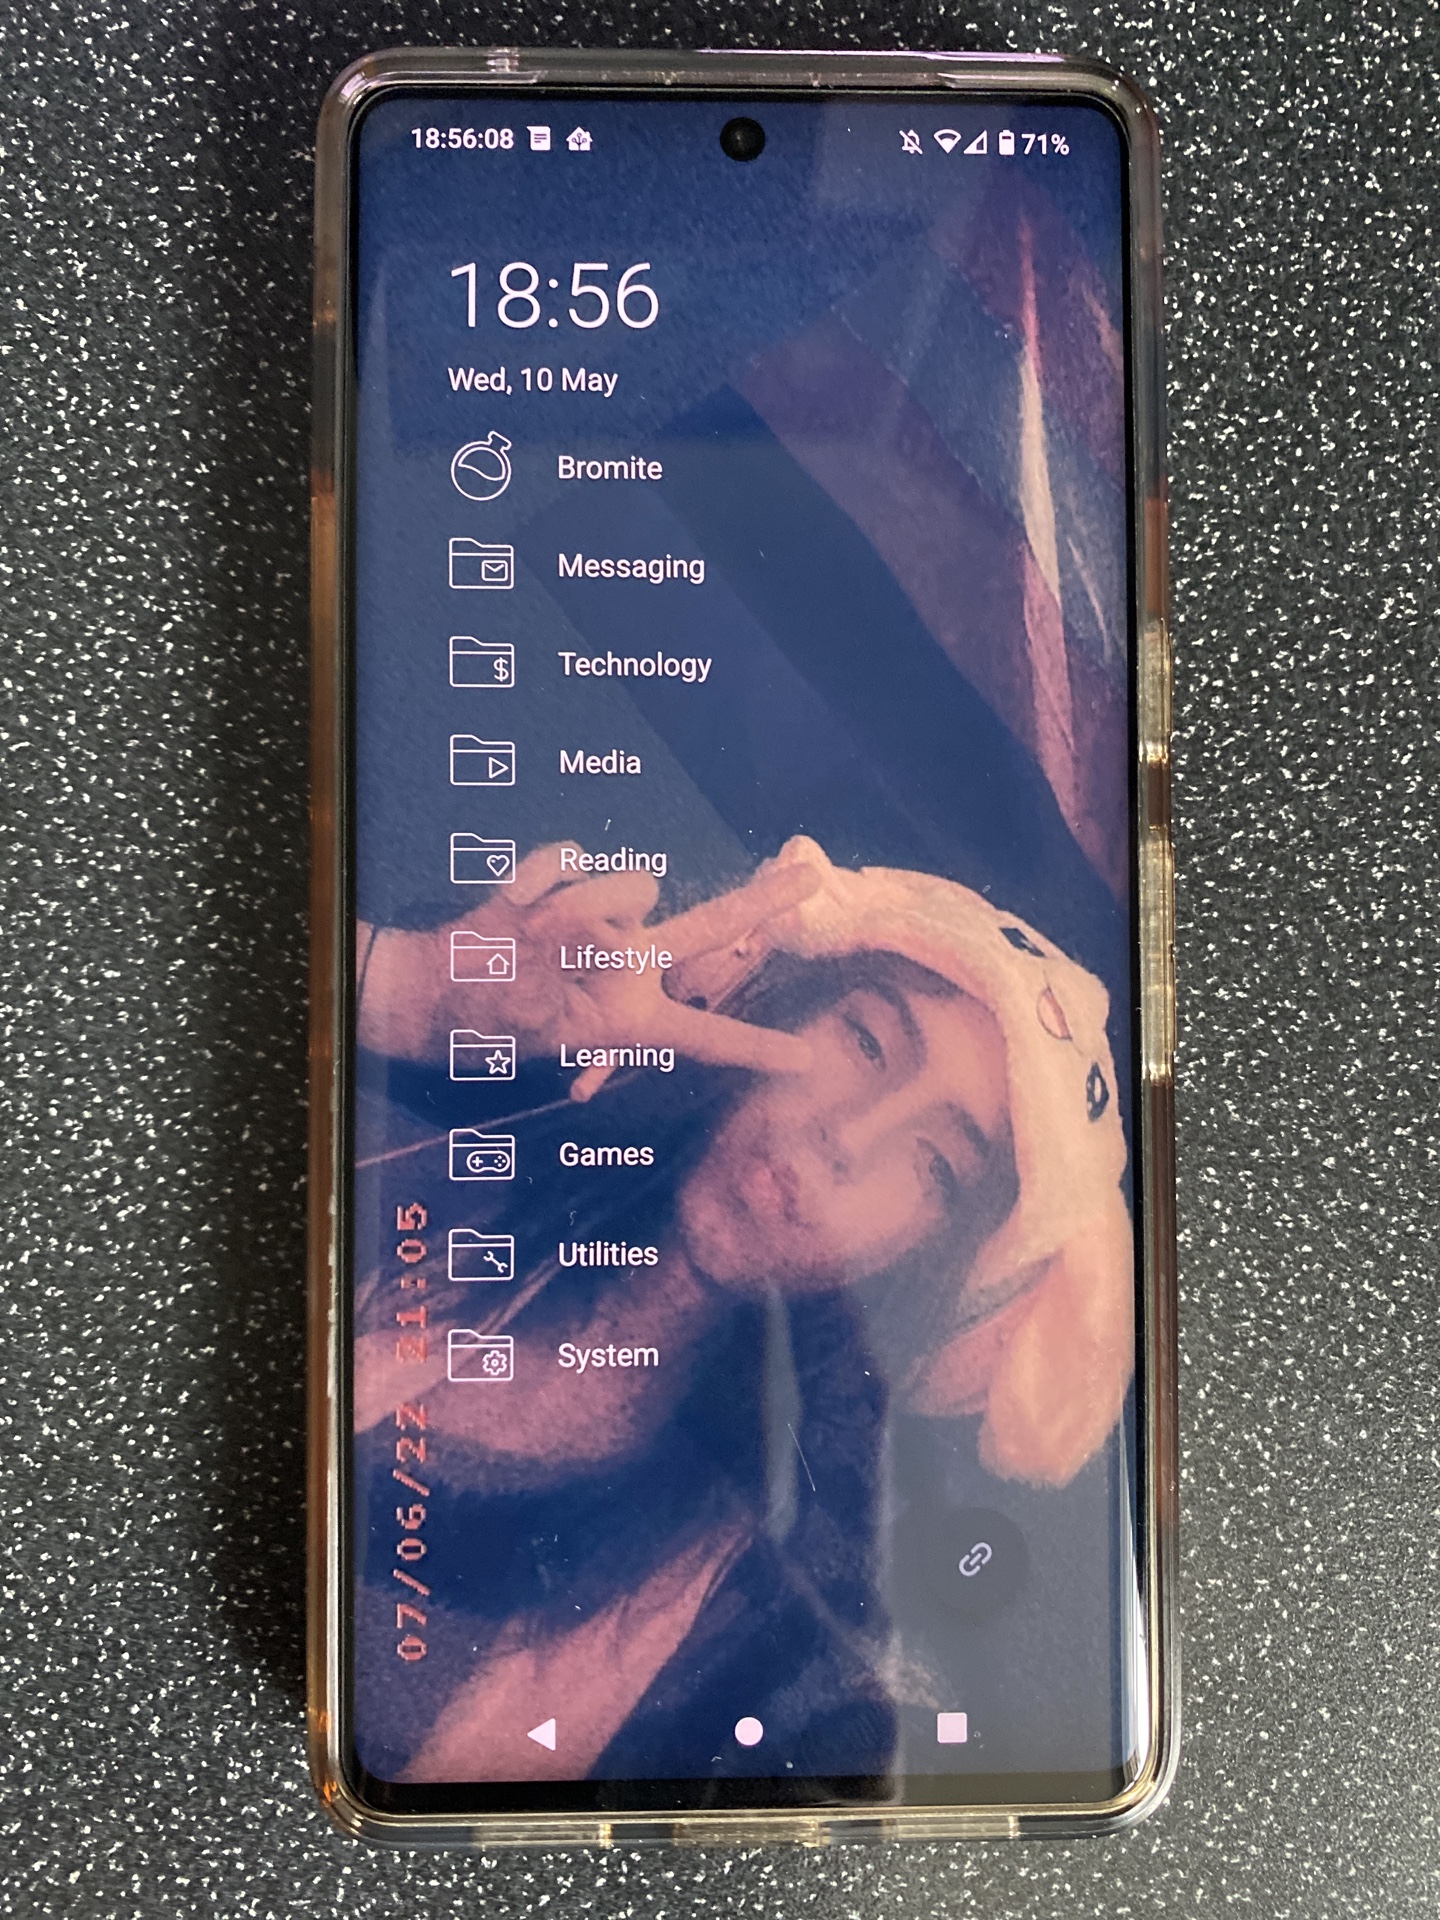 18:56:08
71%
18:56
Wed, 10 May
Bromite
Messaging
$
Technology
Media
Reading
Lifestyle
Learning
Games
Utilities
System
07/06/22 21:05